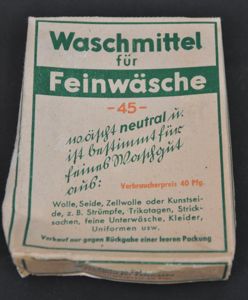 Waschmittel
für
Feinwäsche
-45-
wäscht neutral u.
ist bestimmt für
feines Waschgut
aus:
Verbraucherpreis 40 Pfg.
Wolle, Seide, Zellwolle oder Kunstsei-
de, z.B. Strümpfe, Trikotagen, Strick-
sachen, feine Unterwäsche, Kleider,
Uniformen usw.
Verkauf nur gegen Rückgabe einer leeren Packung